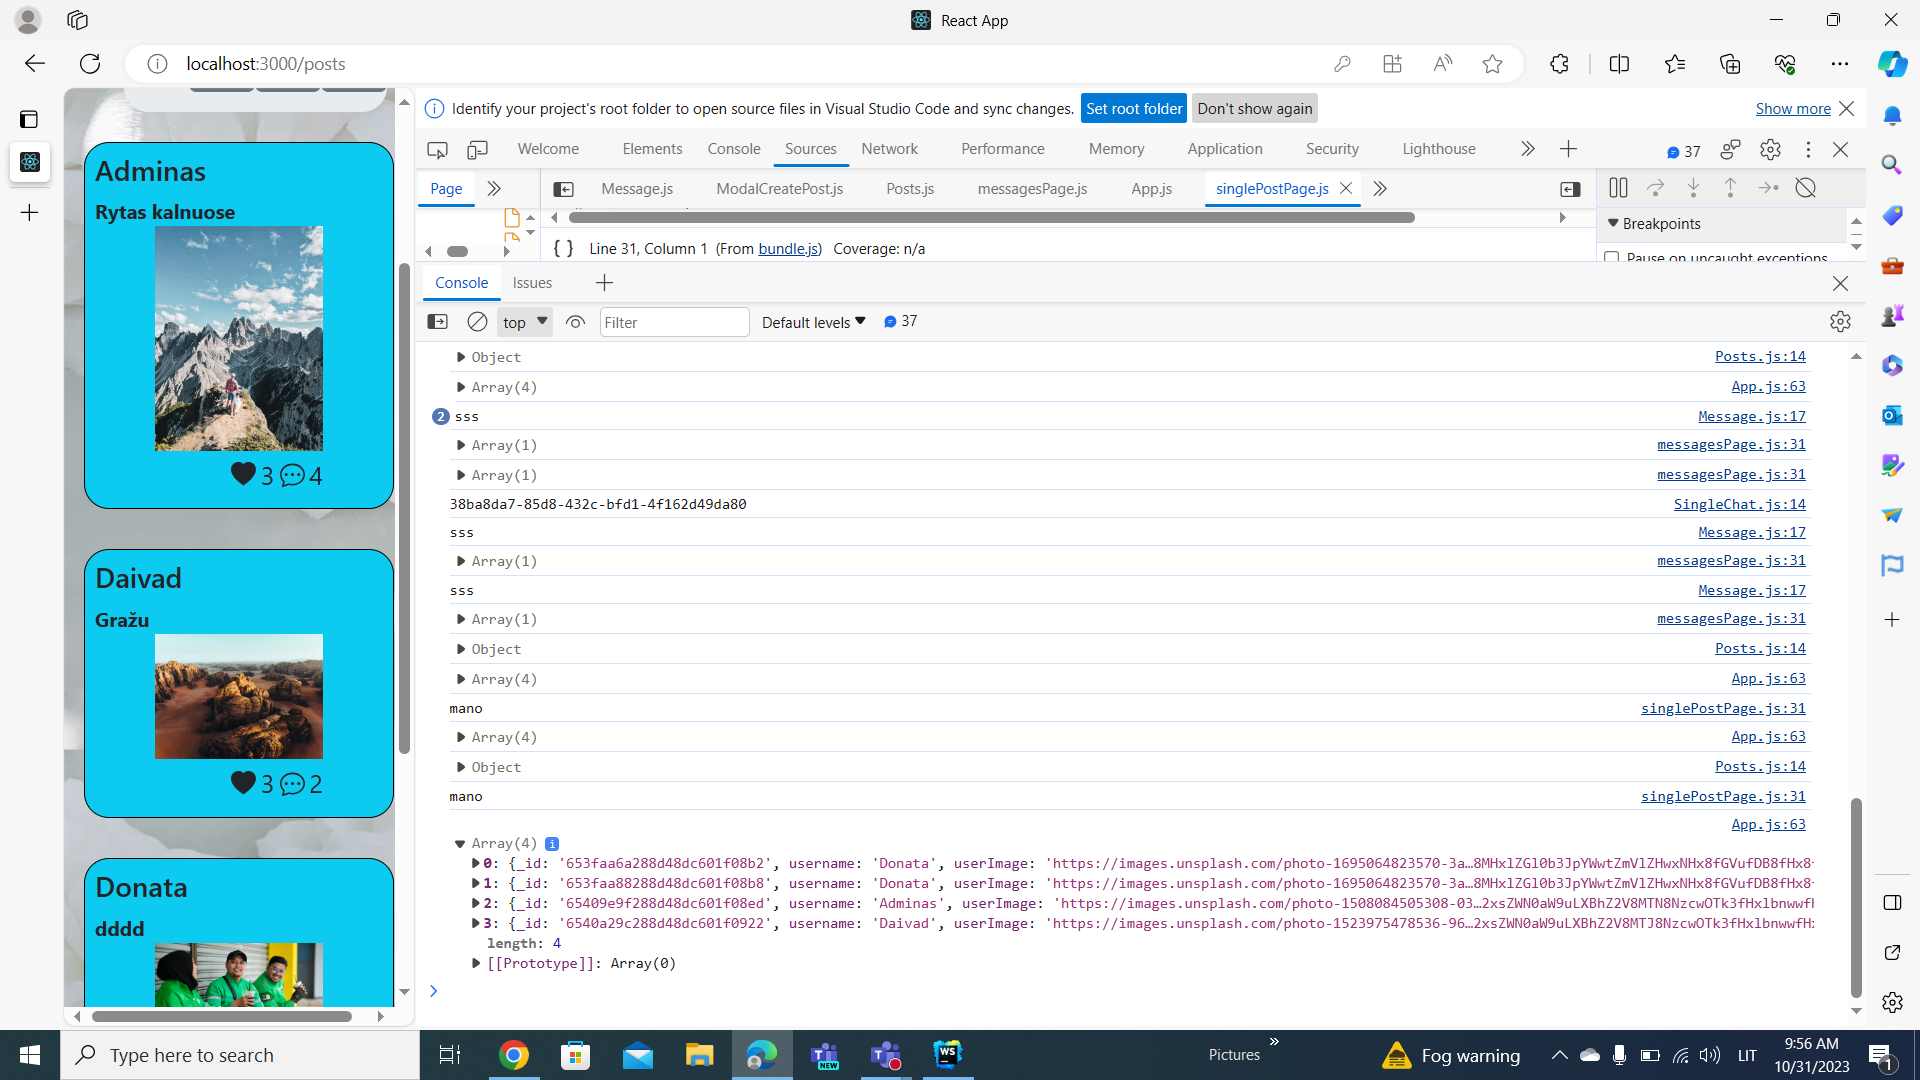 React App
localhost:3000/posts
Identify your project's root folder to open source files in Visual Studio Code and sync changes. Set root folder Don't show again Show more
Welcome Elements Console Sources Network Performance Memory Application Security Lighthouse 37
Page Message.js ModalCreatePost.js Posts.js messagesPage.js App.js singlePostPage.js
Breakpoints
{ } Line 31, Column 1 (From bundle.js) Coverage: n/a
Pause on uncaught exceptions
Console Issues
top Filter Default levels 37
Adminas
Rytas kalnuose
3 4
Daivad
Gražu
3 2
Donata
dddd
Object Posts.js:14
Array(4) App.js:63
2 sss Message.js:17
Array(1) messagesPage.js:31
Array(1) messagesPage.js:31
38ba8da7-85d8-432c-bfd1-4f162d49da80 SingleChat.js:14
sss Message.js:17
Array(1) messagesPage.js:31
sss Message.js:17
Array(1) messagesPage.js:31
Object Posts.js:14
Array(4) App.js:63
mano singlePostPage.js:31
Array(4) App.js:63
Object Posts.js:14
mano singlePostPage.js:31
App.js:63
Array(4) i
0: {_id: '653faa6a288d48dc601f08b2', username: 'Donata', userImage: 'https://images.unsplash.com/photo-1695064823570-3a…8MHxlZGl0b3JpYWwtZmVlZHwxNHx8fGVufDB8fHx8
1: {_id: '653faa88288d48dc601f08b8', username: 'Donata', userImage: 'https://images.unsplash.com/photo-1695064823570-3a…8MHxlZGl0b3JpYWwtZmVlZHwxNHx8fGVufDB8fHx8
2: {_id: '65409e9f288d48dc601f08ed', username: 'Adminas', userImage: 'https://images.unsplash.com/photo-1508084505308-03…2xsZWN0aW9uLXBhZ2V8MTN8NzcwOTk3fHxlbnwwfH
3: {_id: '6540a29c288d48dc601f0922', username: 'Daivad', userImage: 'https://images.unsplash.com/photo-1523975478536-96…2xsZWN0aW9uLXBhZ2V8MTJ8NzcwOTk3fHxlbnwwfHx
length: 4
[[Prototype]]: Array(0)
Type here to search
NEW
WS
Pictures
Fog warning
LIT
9:56 AM
10/31/2023
1